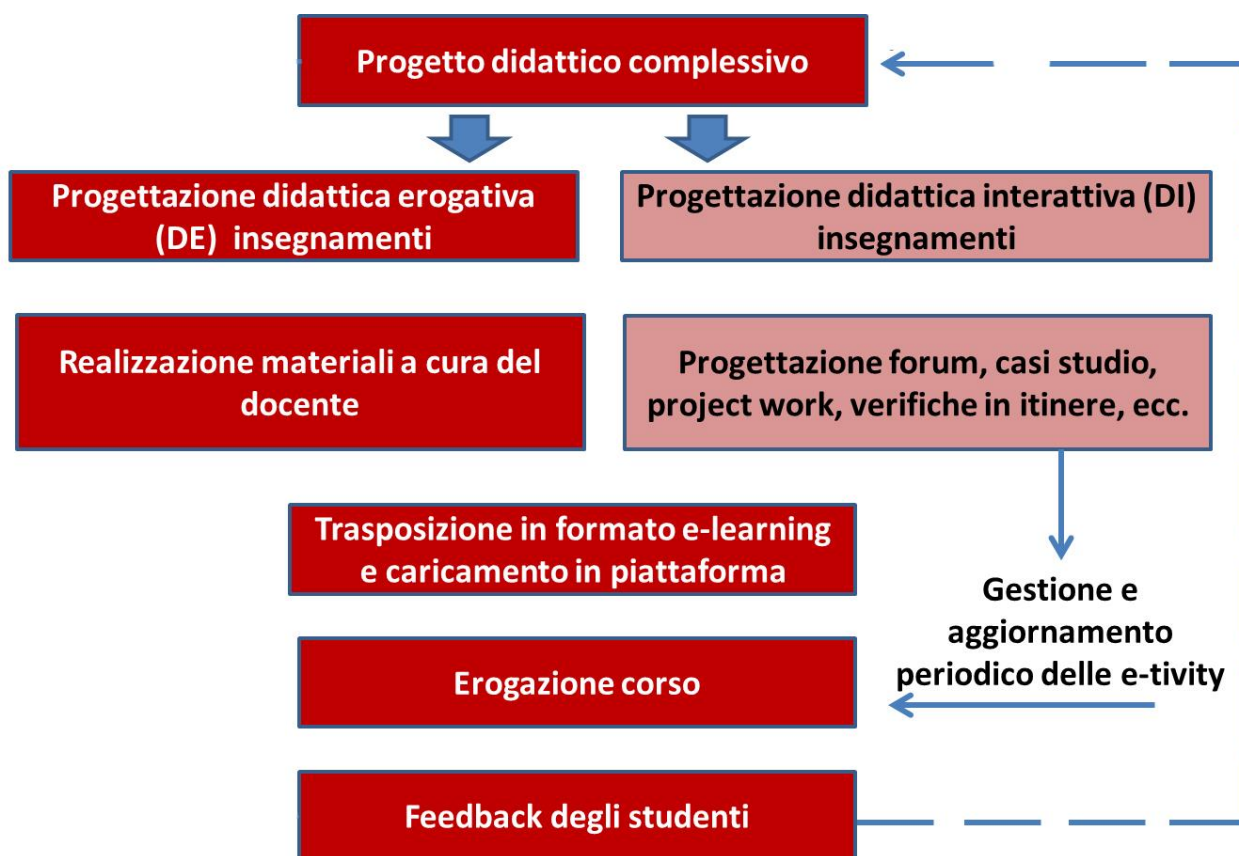 Progetto didattico complessivo
Progettazione didattica erogativa
(DE) insegnamenti
Progettazione didattica interattiva (DI)
insegnamenti
Realizzazione materiali a cura del
docente
Progettazione forum, casi studio,
project work, verifiche in itinere, ecc.
Trasposizione in formato e-learning
e caricamento in piattaforma
Gestione e
aggiornamento
periodico delle e-tivity
Erogazione corso
Feedback degli studenti